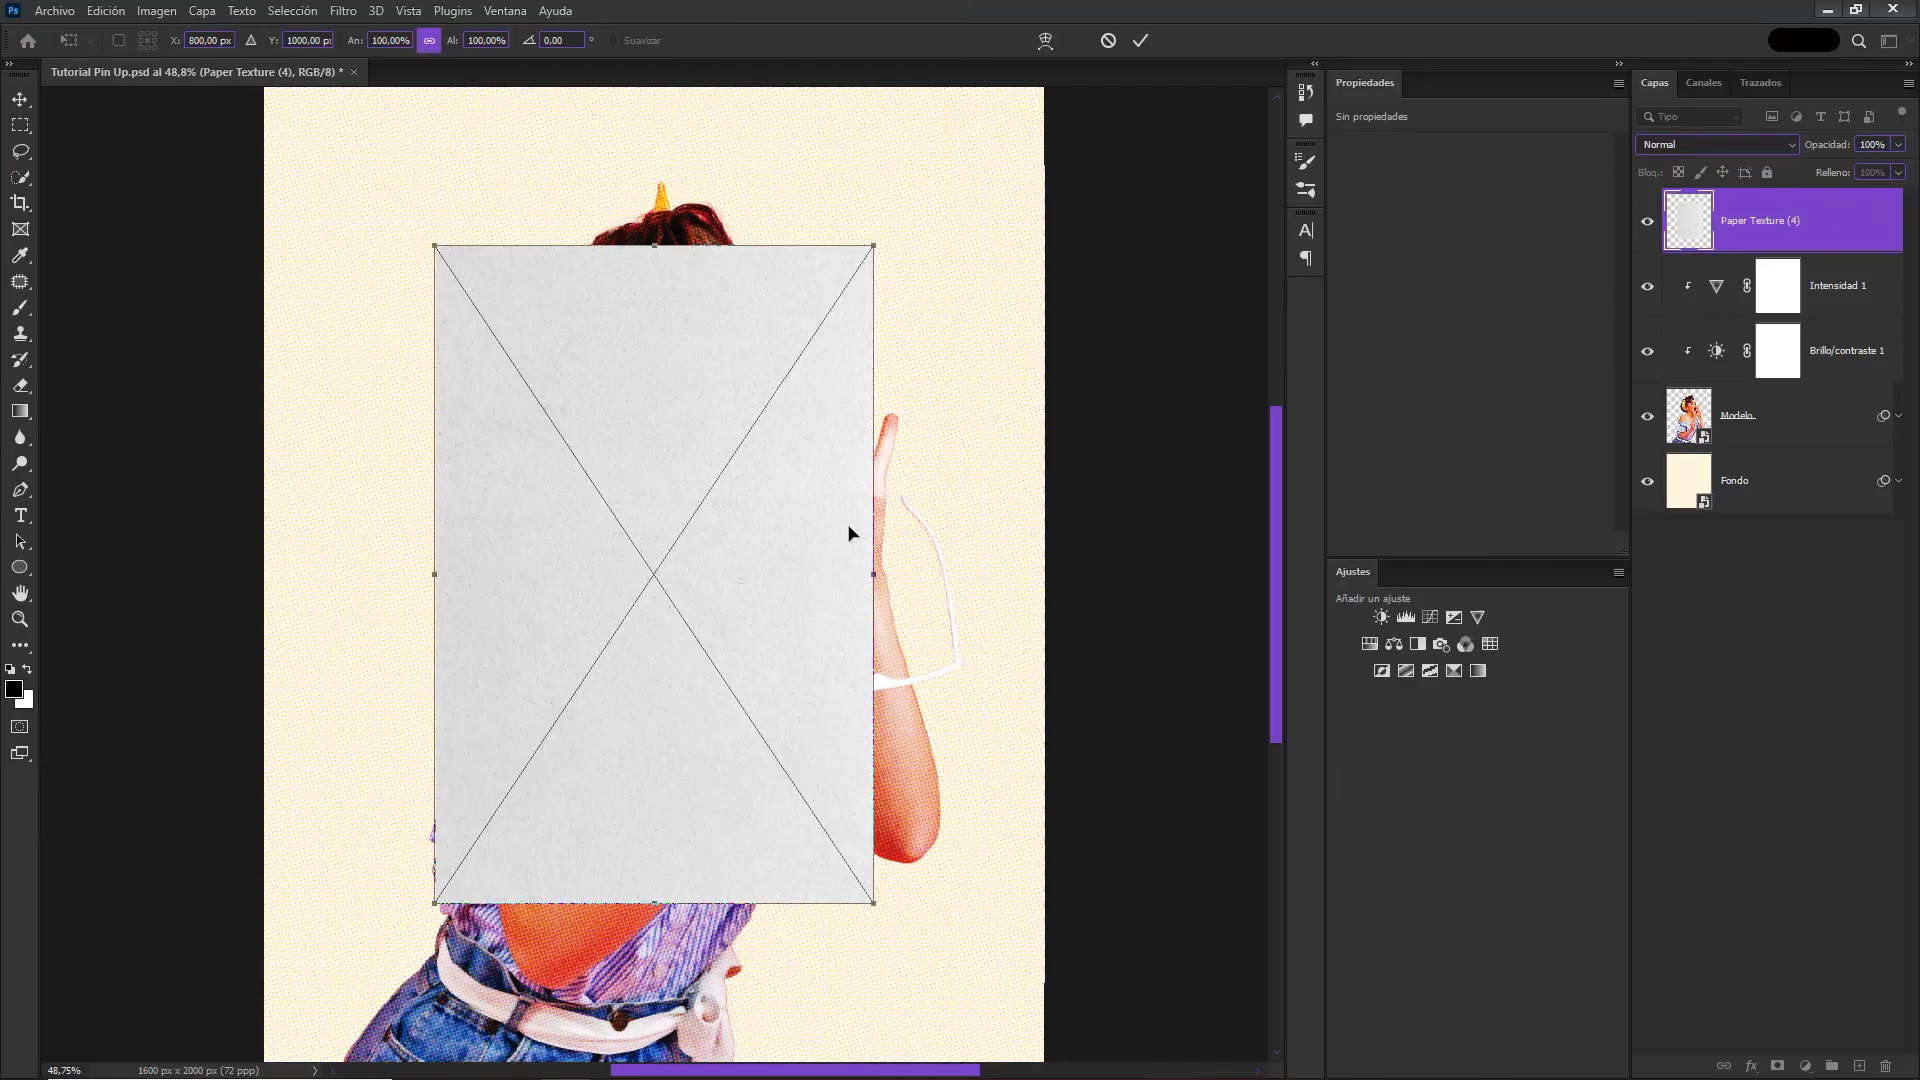 Ps Archivo Edición Imagen Capa Texto Selección Filtro 3D Vista Plugins Ventana Ayuda
X: 800,00 px Y: 1000,00 px An: 100,00% Al: 100,00% 0,00 ° Suavizar
Tutorial Pin Up.psd al 48,8% (Paper Texture (4), RGB/8) *
Propiedades
Sin propiedades
Ajustes
Añadir un ajuste
Capas Canales Trazados
Tipo
Normal Opacidad: 100%
Bloq.: Relleno: 100%
Paper Texture (4)
Intensidad 1
Brillo/contraste 1
Modelo
Fondo
48,75% 1600 px x 2000 px (72 ppp)